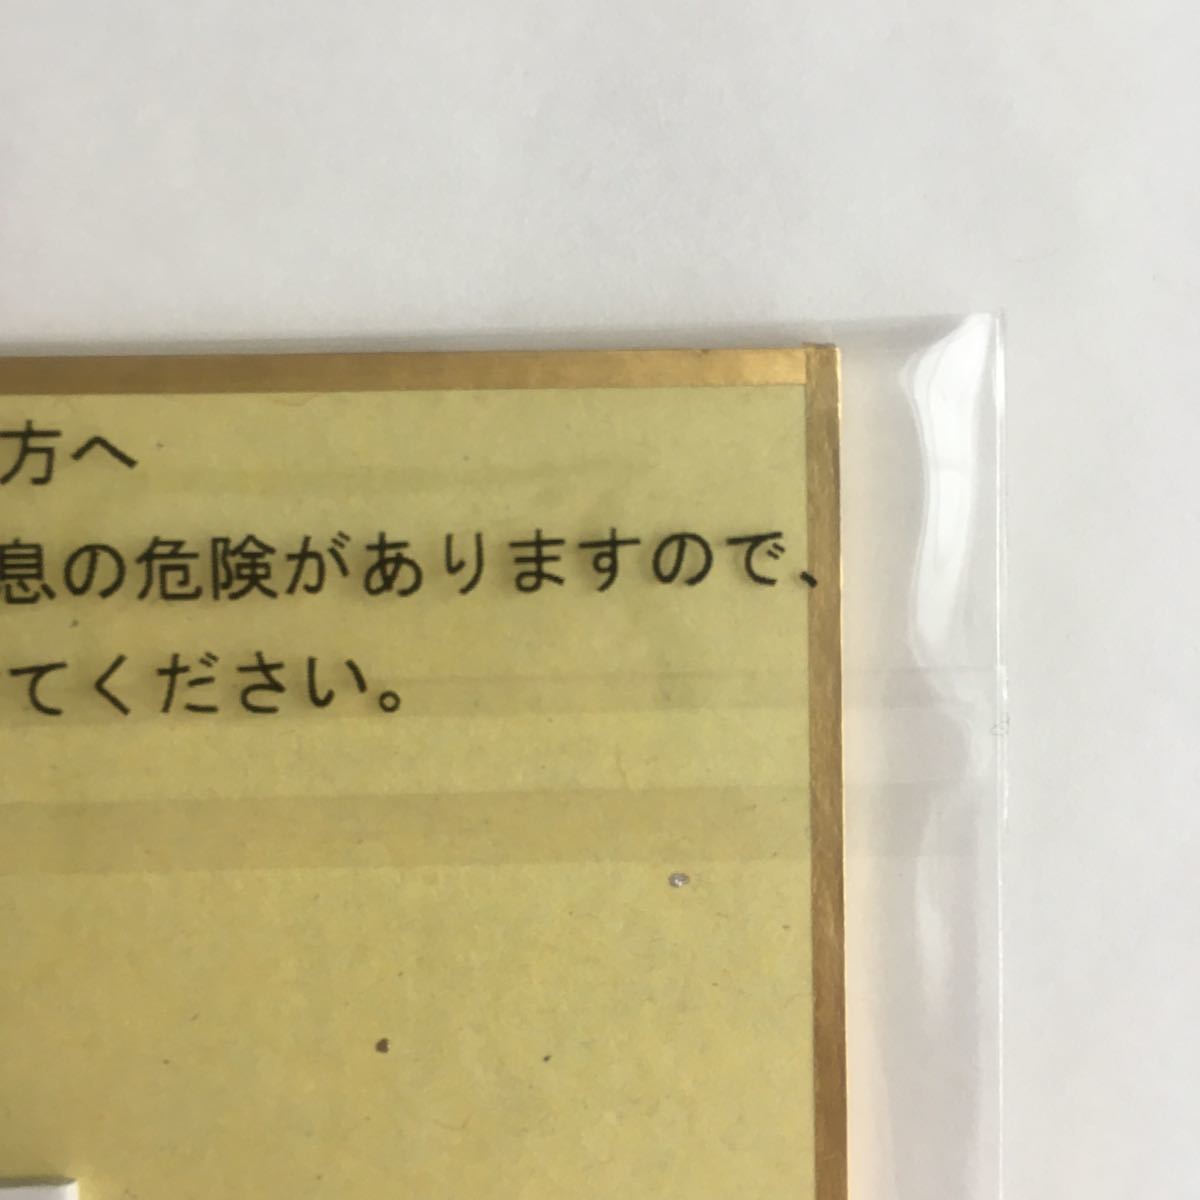 方へ
息の危険がありますので、
てください。